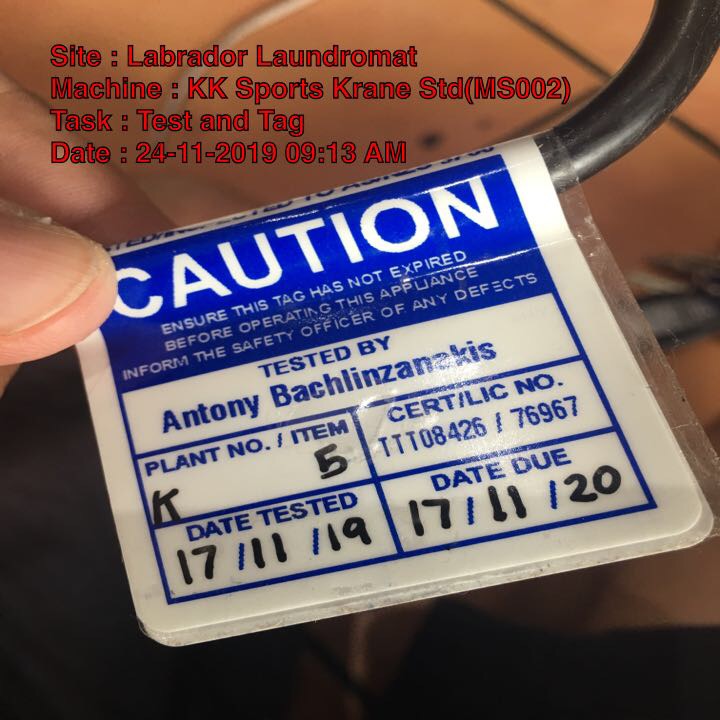 Site : Labrador Laundromat
Machine : KK Sports Krane Std(MS002)
Task : Test and Tag
Date : 24-11-2019 09:13 AM
CAUTION
ENSURE THIS TAG HAS NOT EXPIRED
BEFORE OPERATING THIS APPLIANCE
INFORM THE SAFETY OFFICER OF ANY DEFECTS
TESTED BY
Antony Bachlinzanakis
PLANT NO. / ITEM
K 5
CERT/LIC NO.
TTT08426 / 76967
DATE TESTED
17/11/19
DATE DUE
17/11/20